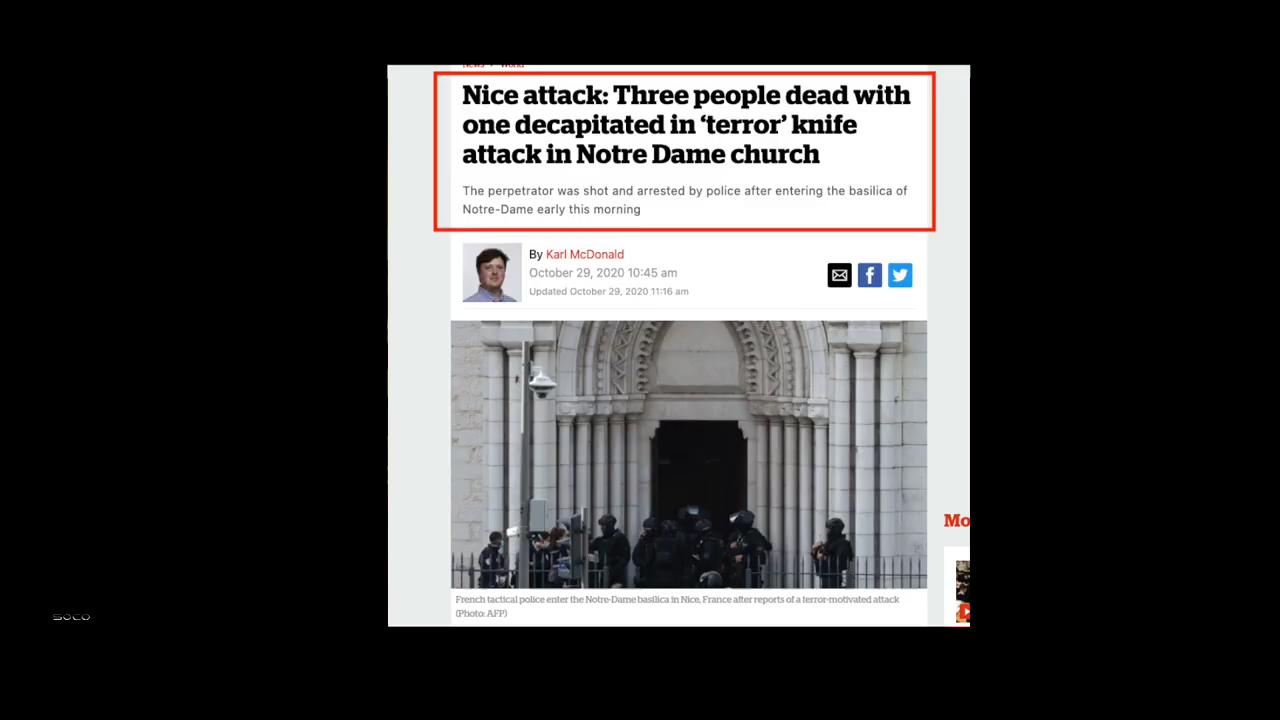 News › World
Nice attack: Three people dead with
one decapitated in ‘terror’ knife
attack in Notre Dame church
The perpetrator was shot and arrested by police after entering the basilica of
Notre-Dame early this morning
By Karl McDonald
October 29, 2020 10:45 am
Updated October 29, 2020 11:16 am
Mo
French tactical police enter the Notre-Dame basilica in Nice, France after reports of a terror-motivated attack
(Photo: AFP)
SOCO